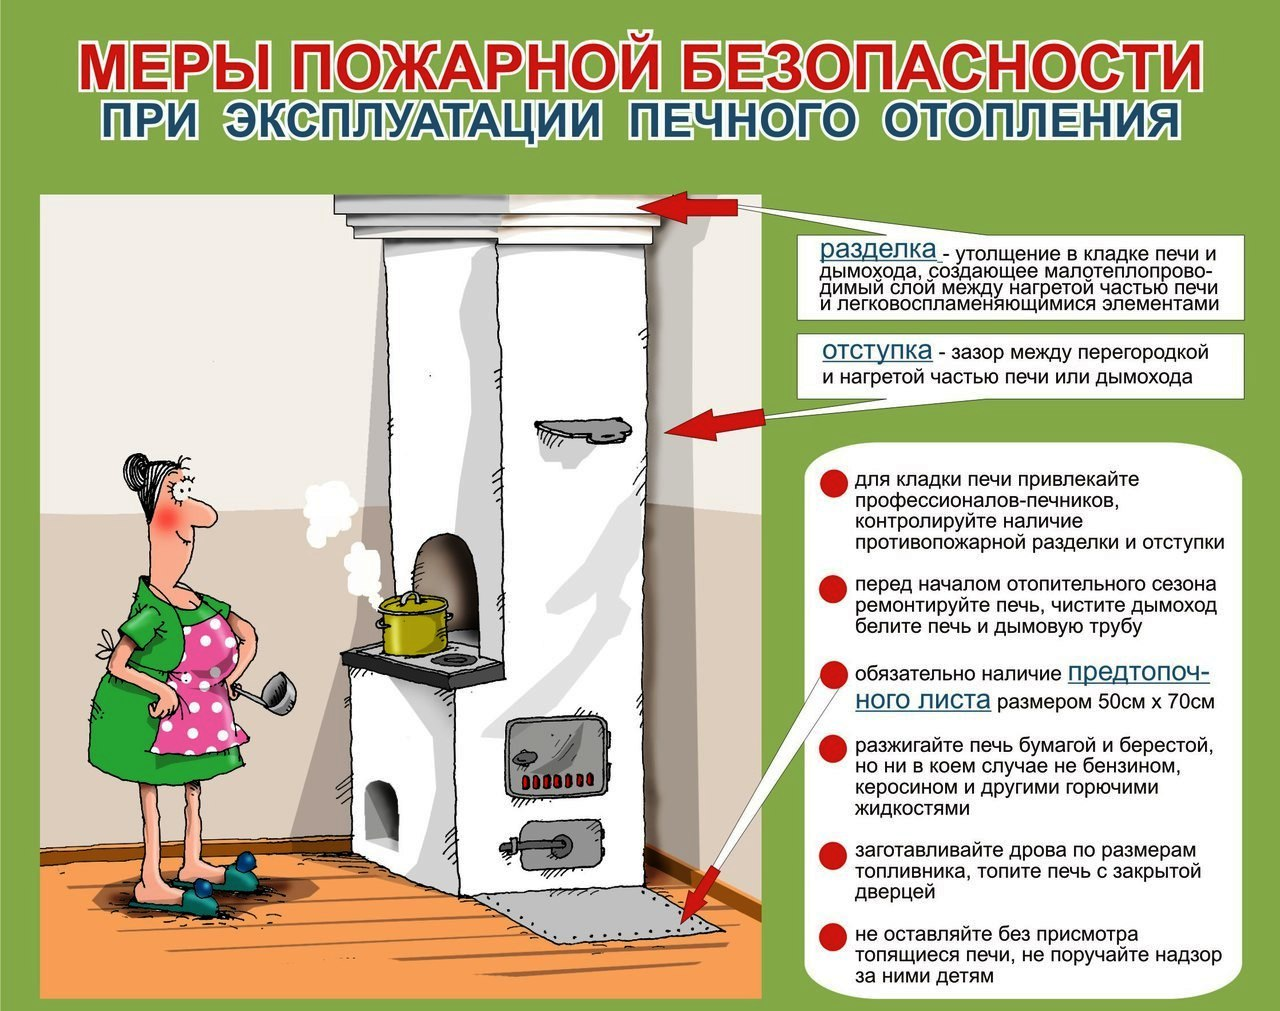 МЕРЫ ПОЖАРНОЙ БЕЗОПАСНОСТИ
ПРИ ЭКСПЛУАТАЦИИ ПЕЧНОГО ОТОПЛЕНИЯ
разделка - утолщение в кладке печи и
дымохода, создающее малотеплопрово-
димый слой между нагретой частью печи
и легковоспламеняющимися элементами
отступка - зазор между перегородкой
и нагретой частью печи или дымохода
для кладки печи привлекайте
профессионалов-печников,
контролируйте наличие
противопожарной разделки и отступки
перед началом отопительного сезона
ремонтируйте печь, чистите дымоход
белите печь и дымовую трубу
обязательно наличие предтопоч-
ного листа размером 50см х 70см
разжигайте печь бумагой и берестой,
но ни в коем случае не бензином,
керосином и другими горючими
жидкостями
заготавливайте дрова по размерам
топливника, топите печь с закрытой
дверцей
не оставляйте без присмотра
топящиеся печи, не поручайте надзор
за ними детям